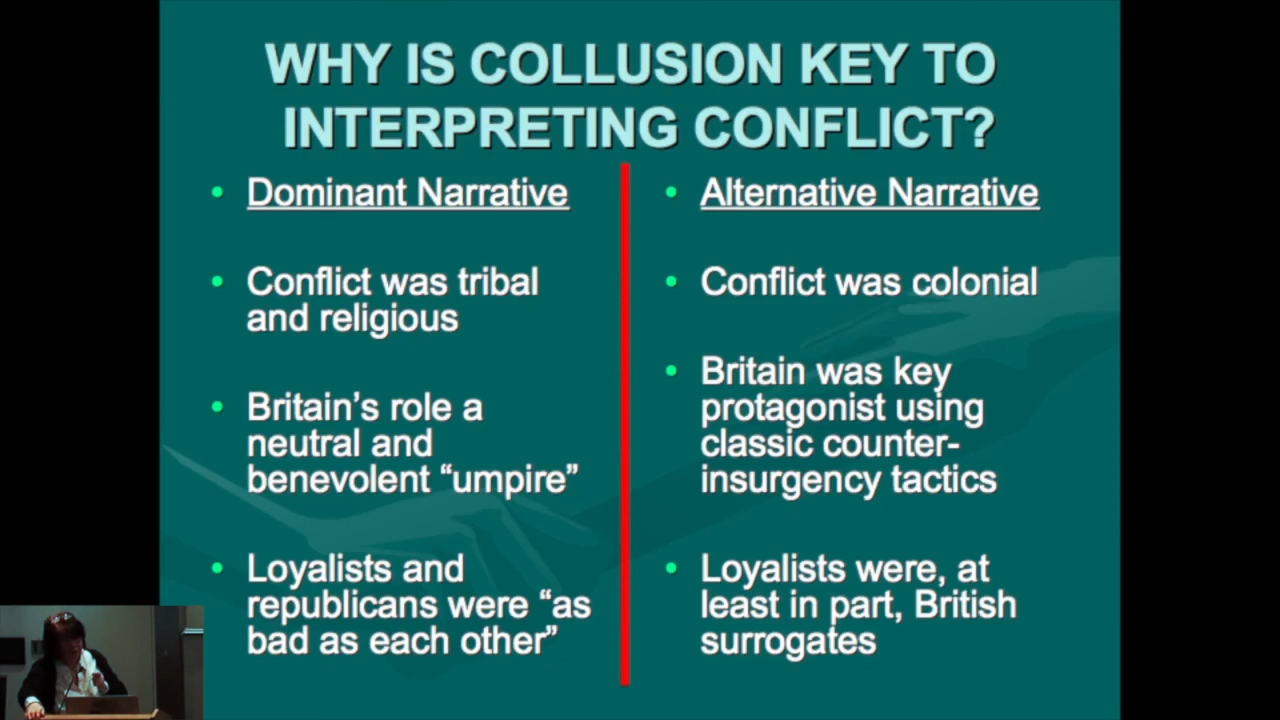 WHY IS COLLUSION KEY TO
INTERPRETING CONFLICT?
• Dominant Narrative
• Conflict was tribal
and religious
• Britain’s role a
neutral and
benevolent “umpire”
• Loyalists and
republicans were “as
bad as each other”
• Alternative Narrative
• Conflict was colonial
• Britain was key
protagonist using
classic counter-
insurgency tactics
• Loyalists were, at
least in part, British
surrogates